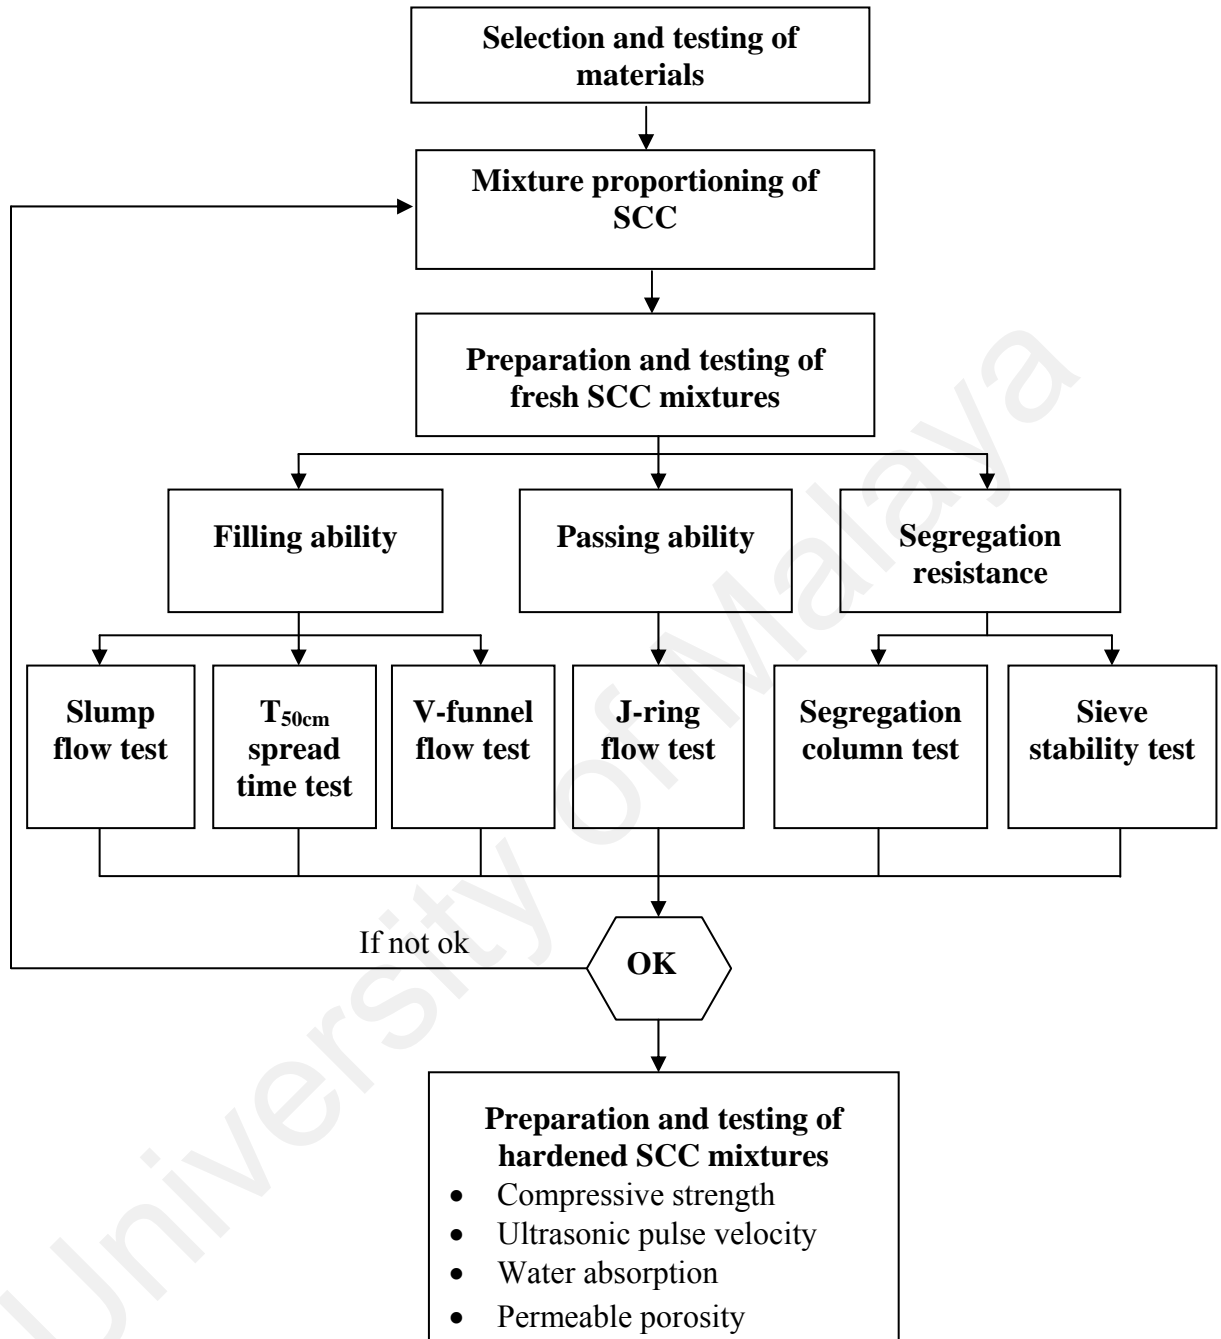 Selection and testing of
materials
Mixture proportioning of
SCC
Preparation and testing of
fresh SCC mixtures
Filling ability
Passing ability
Segregation
resistance
Slump
flow test
T50cm
spread
time test
V-funnel
flow test
J-ring
flow test
Segregation
column test
Sieve
stability test
If not ok
OK
Preparation and testing of
hardened SCC mixtures
• Compressive strength
• Ultrasonic pulse velocity
• Water absorption
• Permeable porosity
University of Malaya